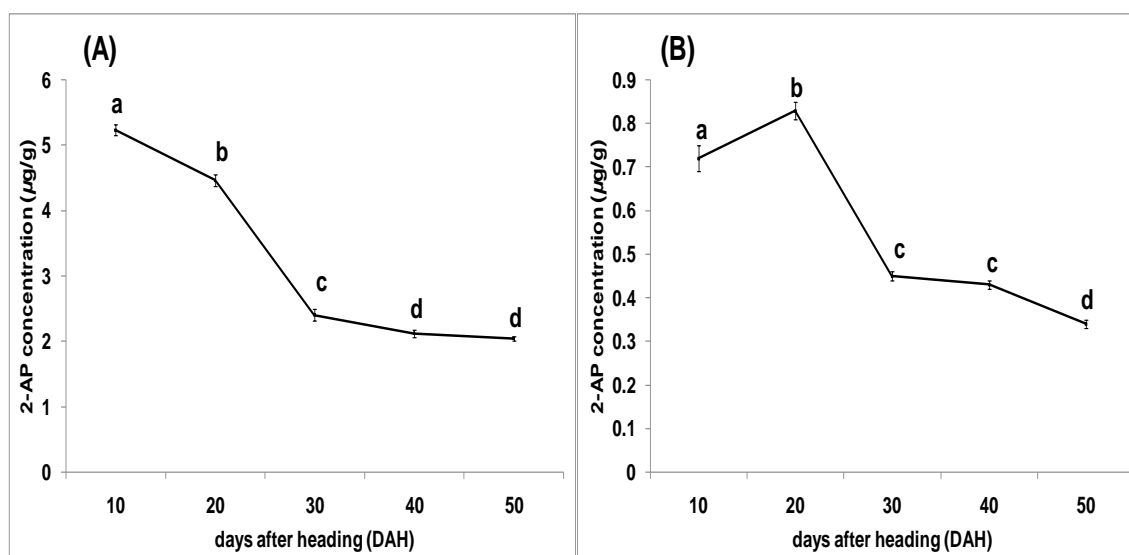 (A)
2-AP concentration (µg/g)
6
5
4
3
2
1
0
a
b
c
d
d
10 20 30 40 50
days after heading (DAH)
(B)
2-AP concentration (µg/g)
0.9
0.8
0.7
0.6
0.5
0.4
0.3
0.2
0.1
0
a
b
c
c
d
10 20 30 40 50
days after heading (DAH)